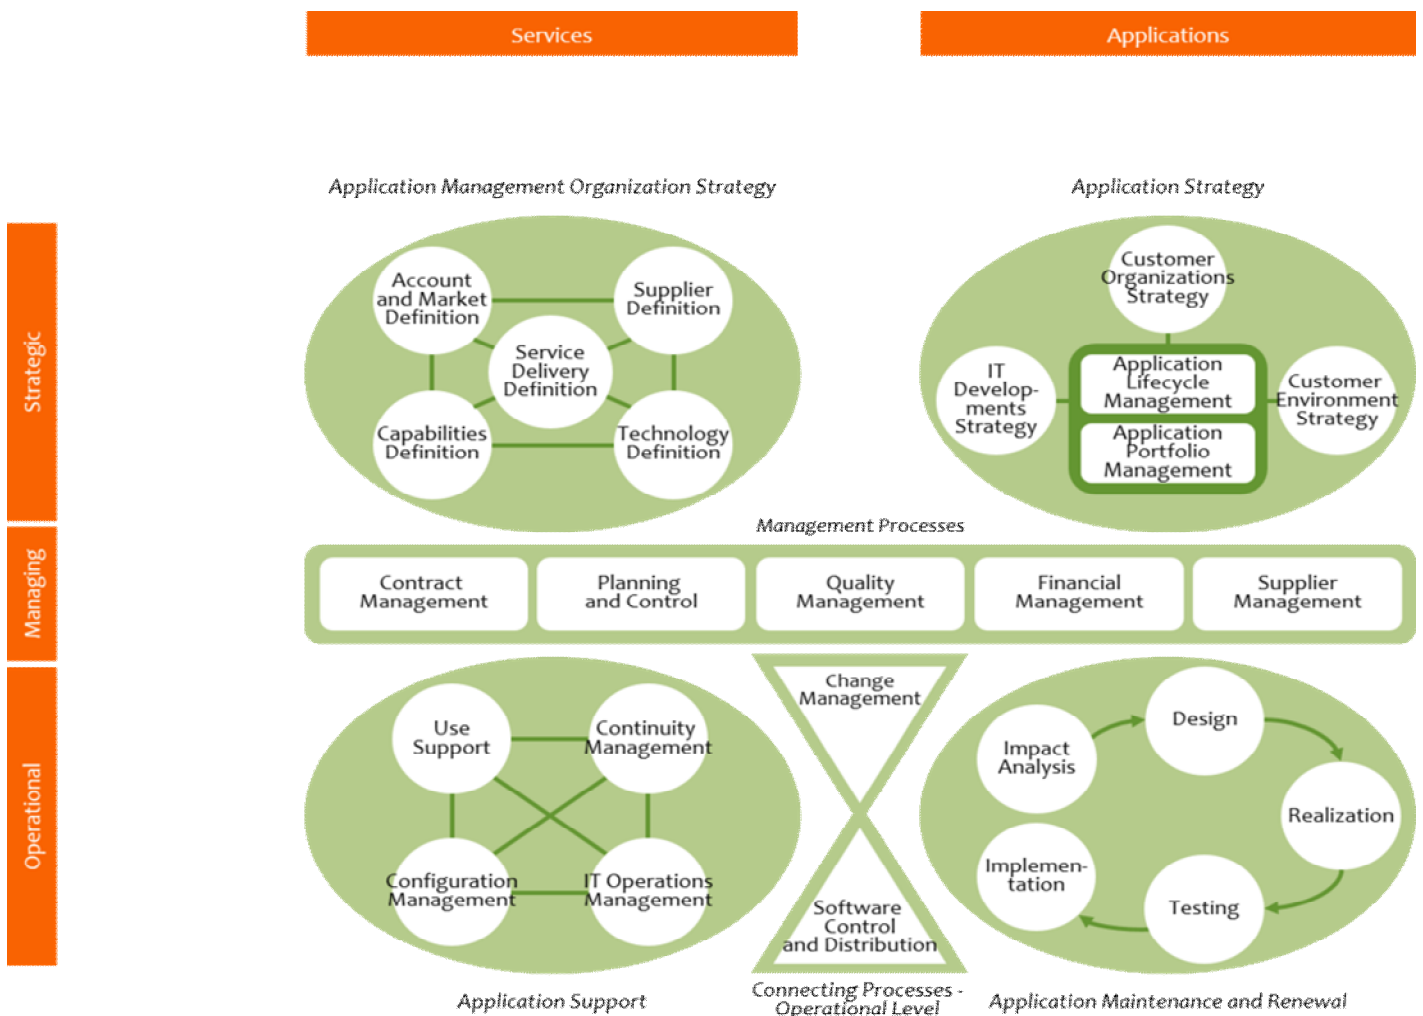 Services
Applications
Application Management Organization Strategy
Application Strategy
Strategic
Account
and Market
Definition
Supplier
Definition
Service
Delivery
Definition
Capabilities
Definition
Technology
Definition
Customer
Organizations
Strategy
IT
Develop-
ments
Strategy
Application
Lifecycle
Management
Application
Portfolio
Management
Customer
Environment
Strategy
Management Processes
Managing
Contract
Management
Planning
and Control
Quality
Management
Financial
Management
Supplier
Management
Operational
Use
Support
Continuity
Management
Configuration
Management
IT Operations
Management
Change
Management
Software
Control
and Distribution
Impact
Analysis
Design
Realization
Testing
Implemen-
tation
Application Support
Connecting Processes -
Operational Level
Application Maintenance and Renewal